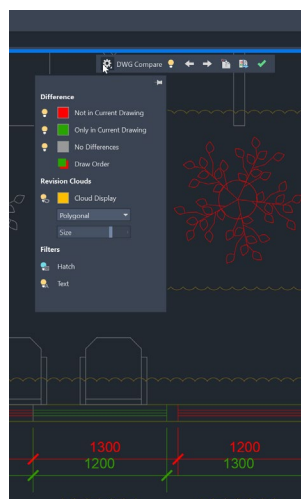 DWG Compare
Difference
Not in Current Drawing
Only in Current Drawing
No Differences
Draw Order
Revision Clouds
Cloud Display
Polygonal
Size
Filters
Hatch
Text
1300 1200
1200 1300